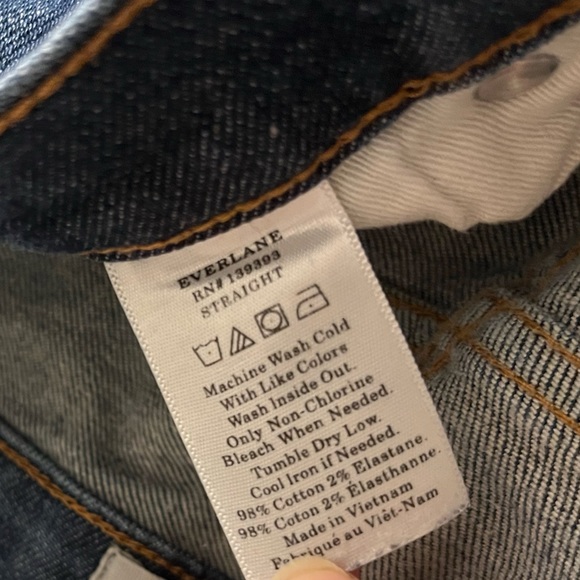 EVERLANE
RN# 139393
STRAIGHT
Machine Wash Cold
With Like Colors
Wash Inside Out.
Only Non-Chlorine
Bleach When Needed.
Tumble Dry Low.
Cool Iron if Needed.
98% Cotton 2% Elastane.
98% Coton 2% Élasthanne.
Made in Vietnam
Fabriqué au Viêt-Nam